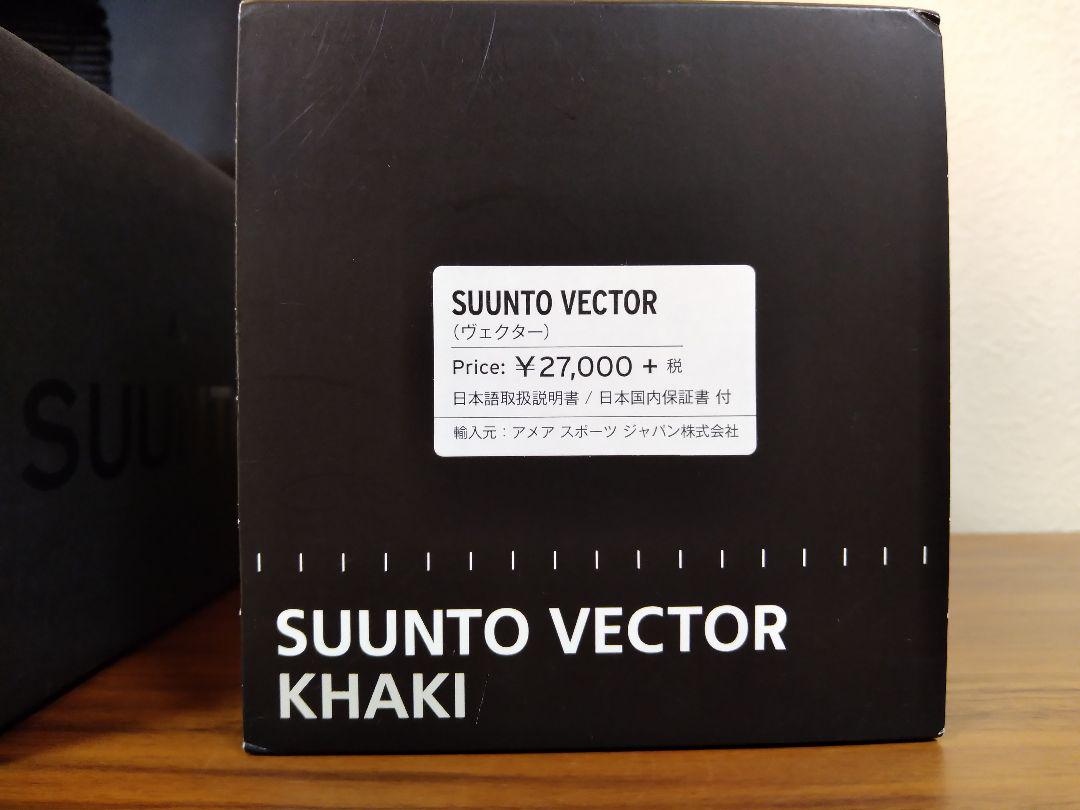 SUUNTO VECTOR
(ヴェクター)
Price: ¥27,000 + 税
日本語取扱説明書 / 日本国内保証書 付
輸入元：アメア スポーツ ジャパン株式会社
SUUNTO VECTOR
KHAKI
SUUNT